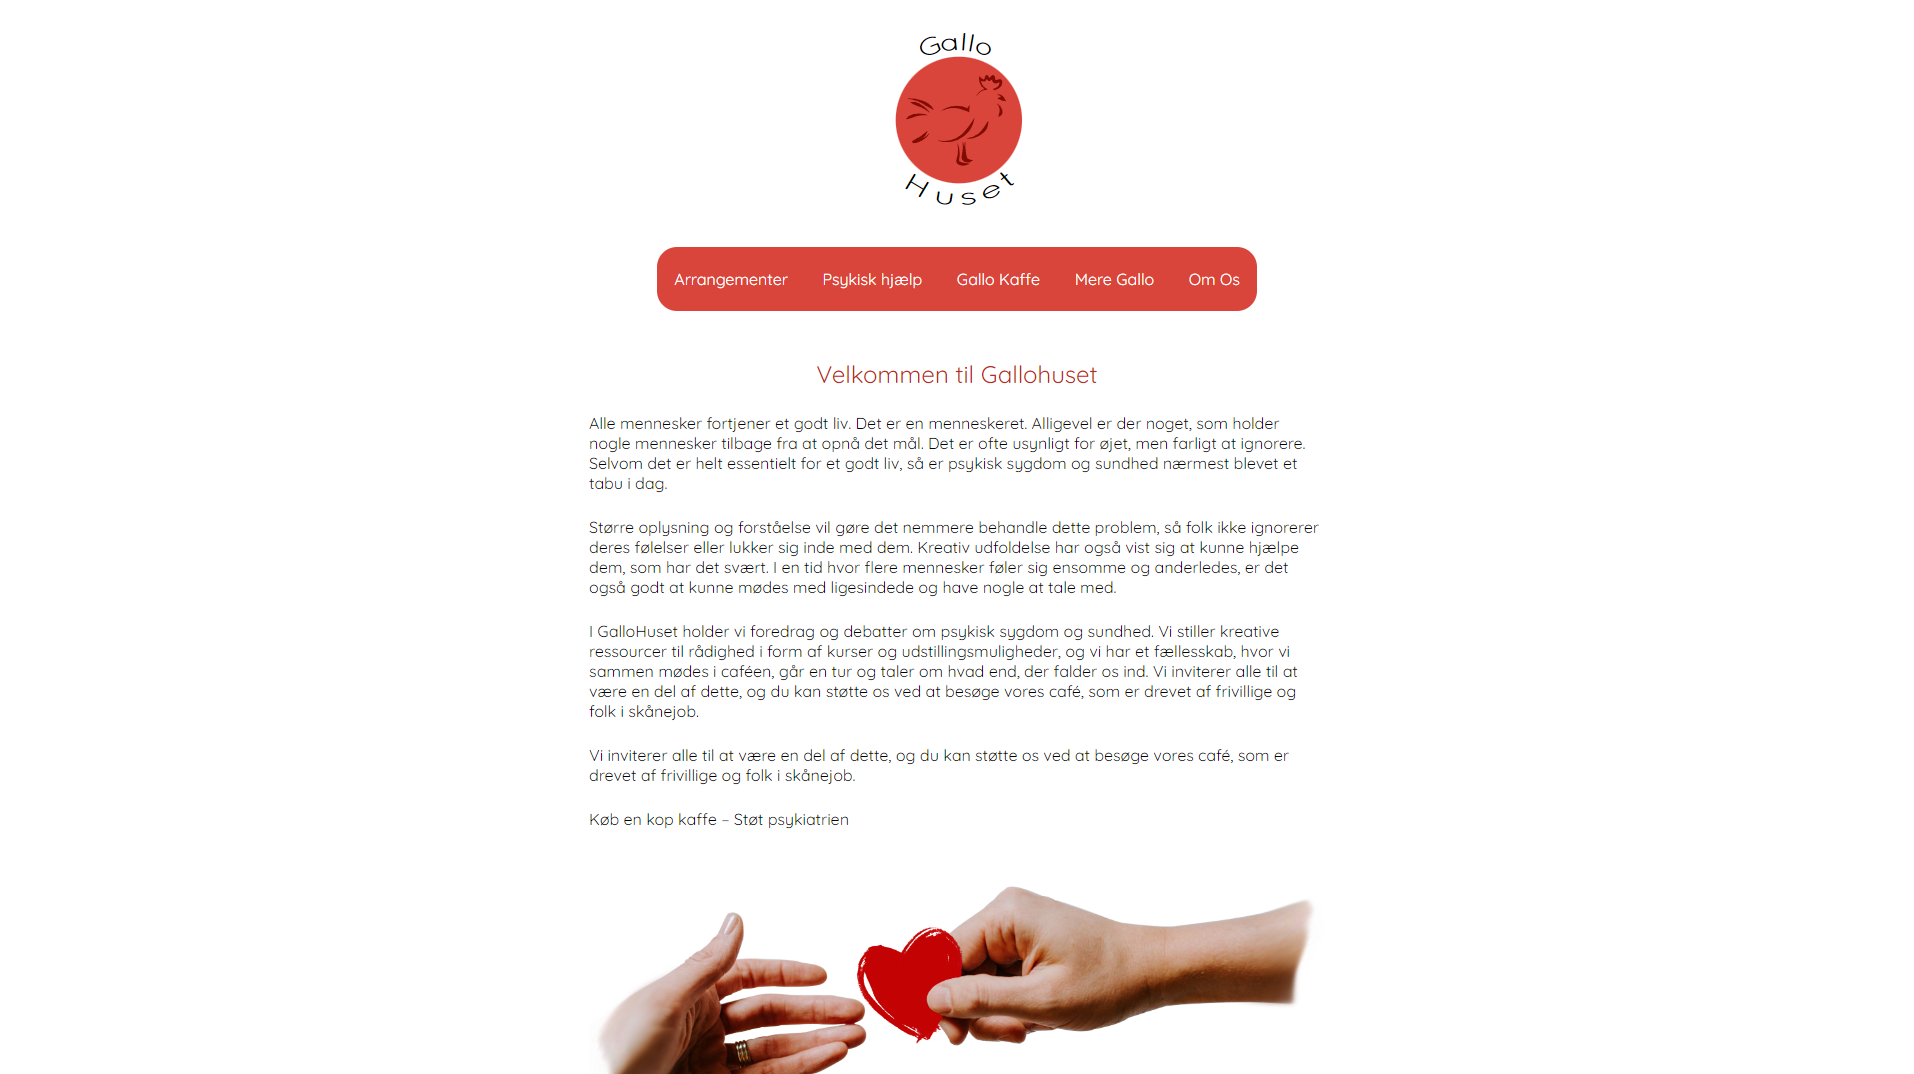 Gallo
Huset
Arrangementer
Psykisk hjælp
Gallo Kaffe
Mere Gallo
Om Os
Velkommen til Gallohuset
Alle mennesker fortjener et godt liv. Det er en menneskeret. Alligevel er der noget, som holder
nogle mennesker tilbage fra at opnå det mål. Det er ofte usynligt for øjet, men farligt at ignorere.
Selvom det er helt essentielt for et godt liv, så er psykisk sygdom og sundhed nærmest blevet et
tabu i dag.
Større oplysning og forståelse vil gøre det nemmere behandle dette problem, så folk ikke ignorerer
deres følelser eller lukker sig inde med dem. Kreativ udfoldelse har også vist sig at kunne hjælpe
dem, som har det svært. I en tid hvor flere mennesker føler sig ensomme og anderledes, er det
også godt at kunne mødes med ligesindede og have nogle at tale med.
I GalloHuset holder vi foredrag og debatter om psykisk sygdom og sundhed. Vi stiller kreative
ressourcer til rådighed i form af kurser og udstillingsmuligheder, og vi har et fællesskab, hvor vi
sammen mødes i caféen, går en tur og taler om hvad end, der falder os ind. Vi inviterer alle til at
være en del af dette, og du kan støtte os ved at besøge vores café, som er drevet af frivillige og
folk i skånejob.
Vi inviterer alle til at være en del af dette, og du kan støtte os ved at besøge vores café, som er
drevet af frivillige og folk i skånejob.
Køb en kop kaffe – Støt psykiatrien